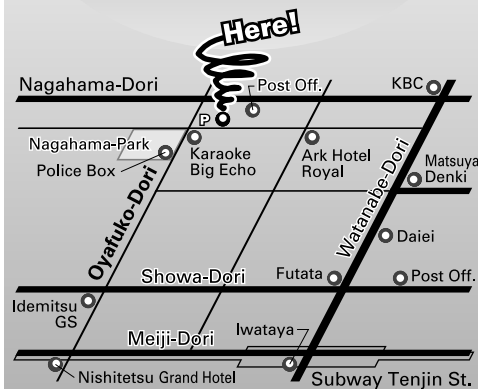 Here!
Nagahama-Dori
Post Off.
KBC
P
Nagahama-Park
Police Box
Karaoke
Big Echo
Ark Hotel
Royal
Matsuya
Denki
Oyafuko-Dori
Watanabe-Dori
Daiei
Showa-Dori
Futata
Post Off.
Idemitsu
GS
Meiji-Dori
Iwataya
Nishitetsu Grand Hotel
Subway Tenjin St.